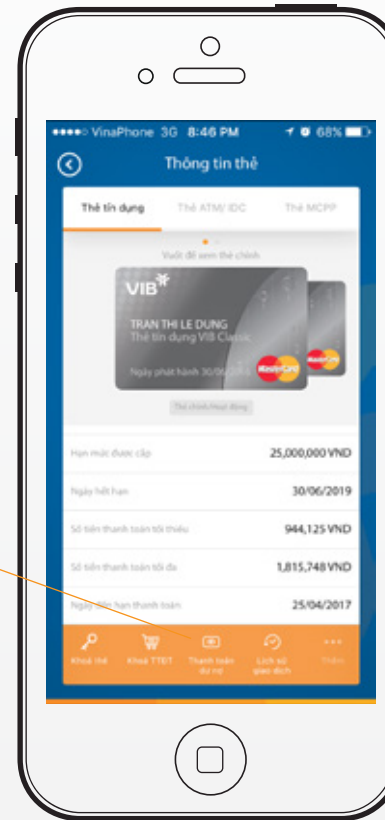 VinaPhone 3G 8:46 PM 68%
Thông tin thẻ
Thẻ tín dụng Thẻ ATM/ IDC Thẻ MCPP
Vuốt để xem thẻ chính
VIB
TRAN THI LE DUNG
Thẻ tín dụng VIB Classic
Ngày phát hành 30/06/
MasterCard
Thẻ chính Hoạt động
Hạn mức được cấp 25,000,000 VND
Ngày hết hạn 30/06/2019
Số tiền thanh toán tối thiểu 944,125 VND
Số tiền thanh toán tối đa 1,815,748 VND
Ngày đến hạn thanh toán 25/04/2017
Khoá thẻ Khoá TTĐT Thanh toán dư nợ Lịch sử giao dịch Thêm